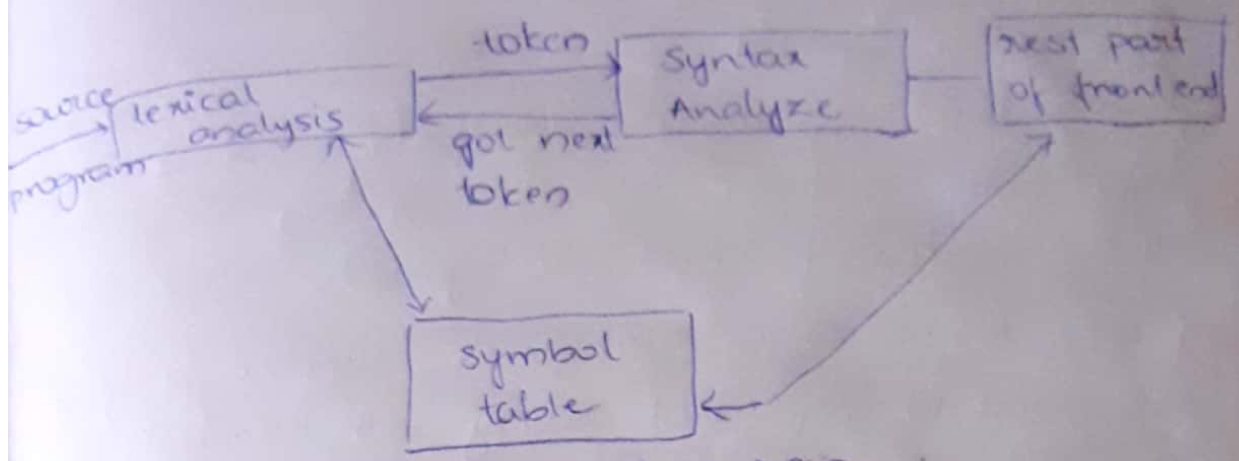 source
program
lexical
analysis
token
got next
token
Syntax
Analyze
rest part
of frontend
symbol
table